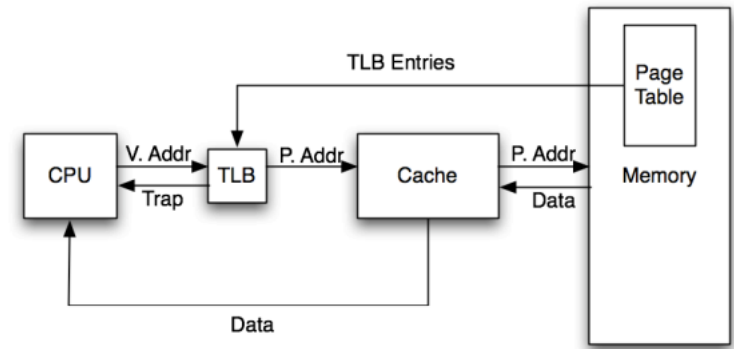 TLB Entries
Page
Table
CPU
V. Addr
Trap
TLB
P. Addr
Cache
P. Addr
Data
Memory
Data